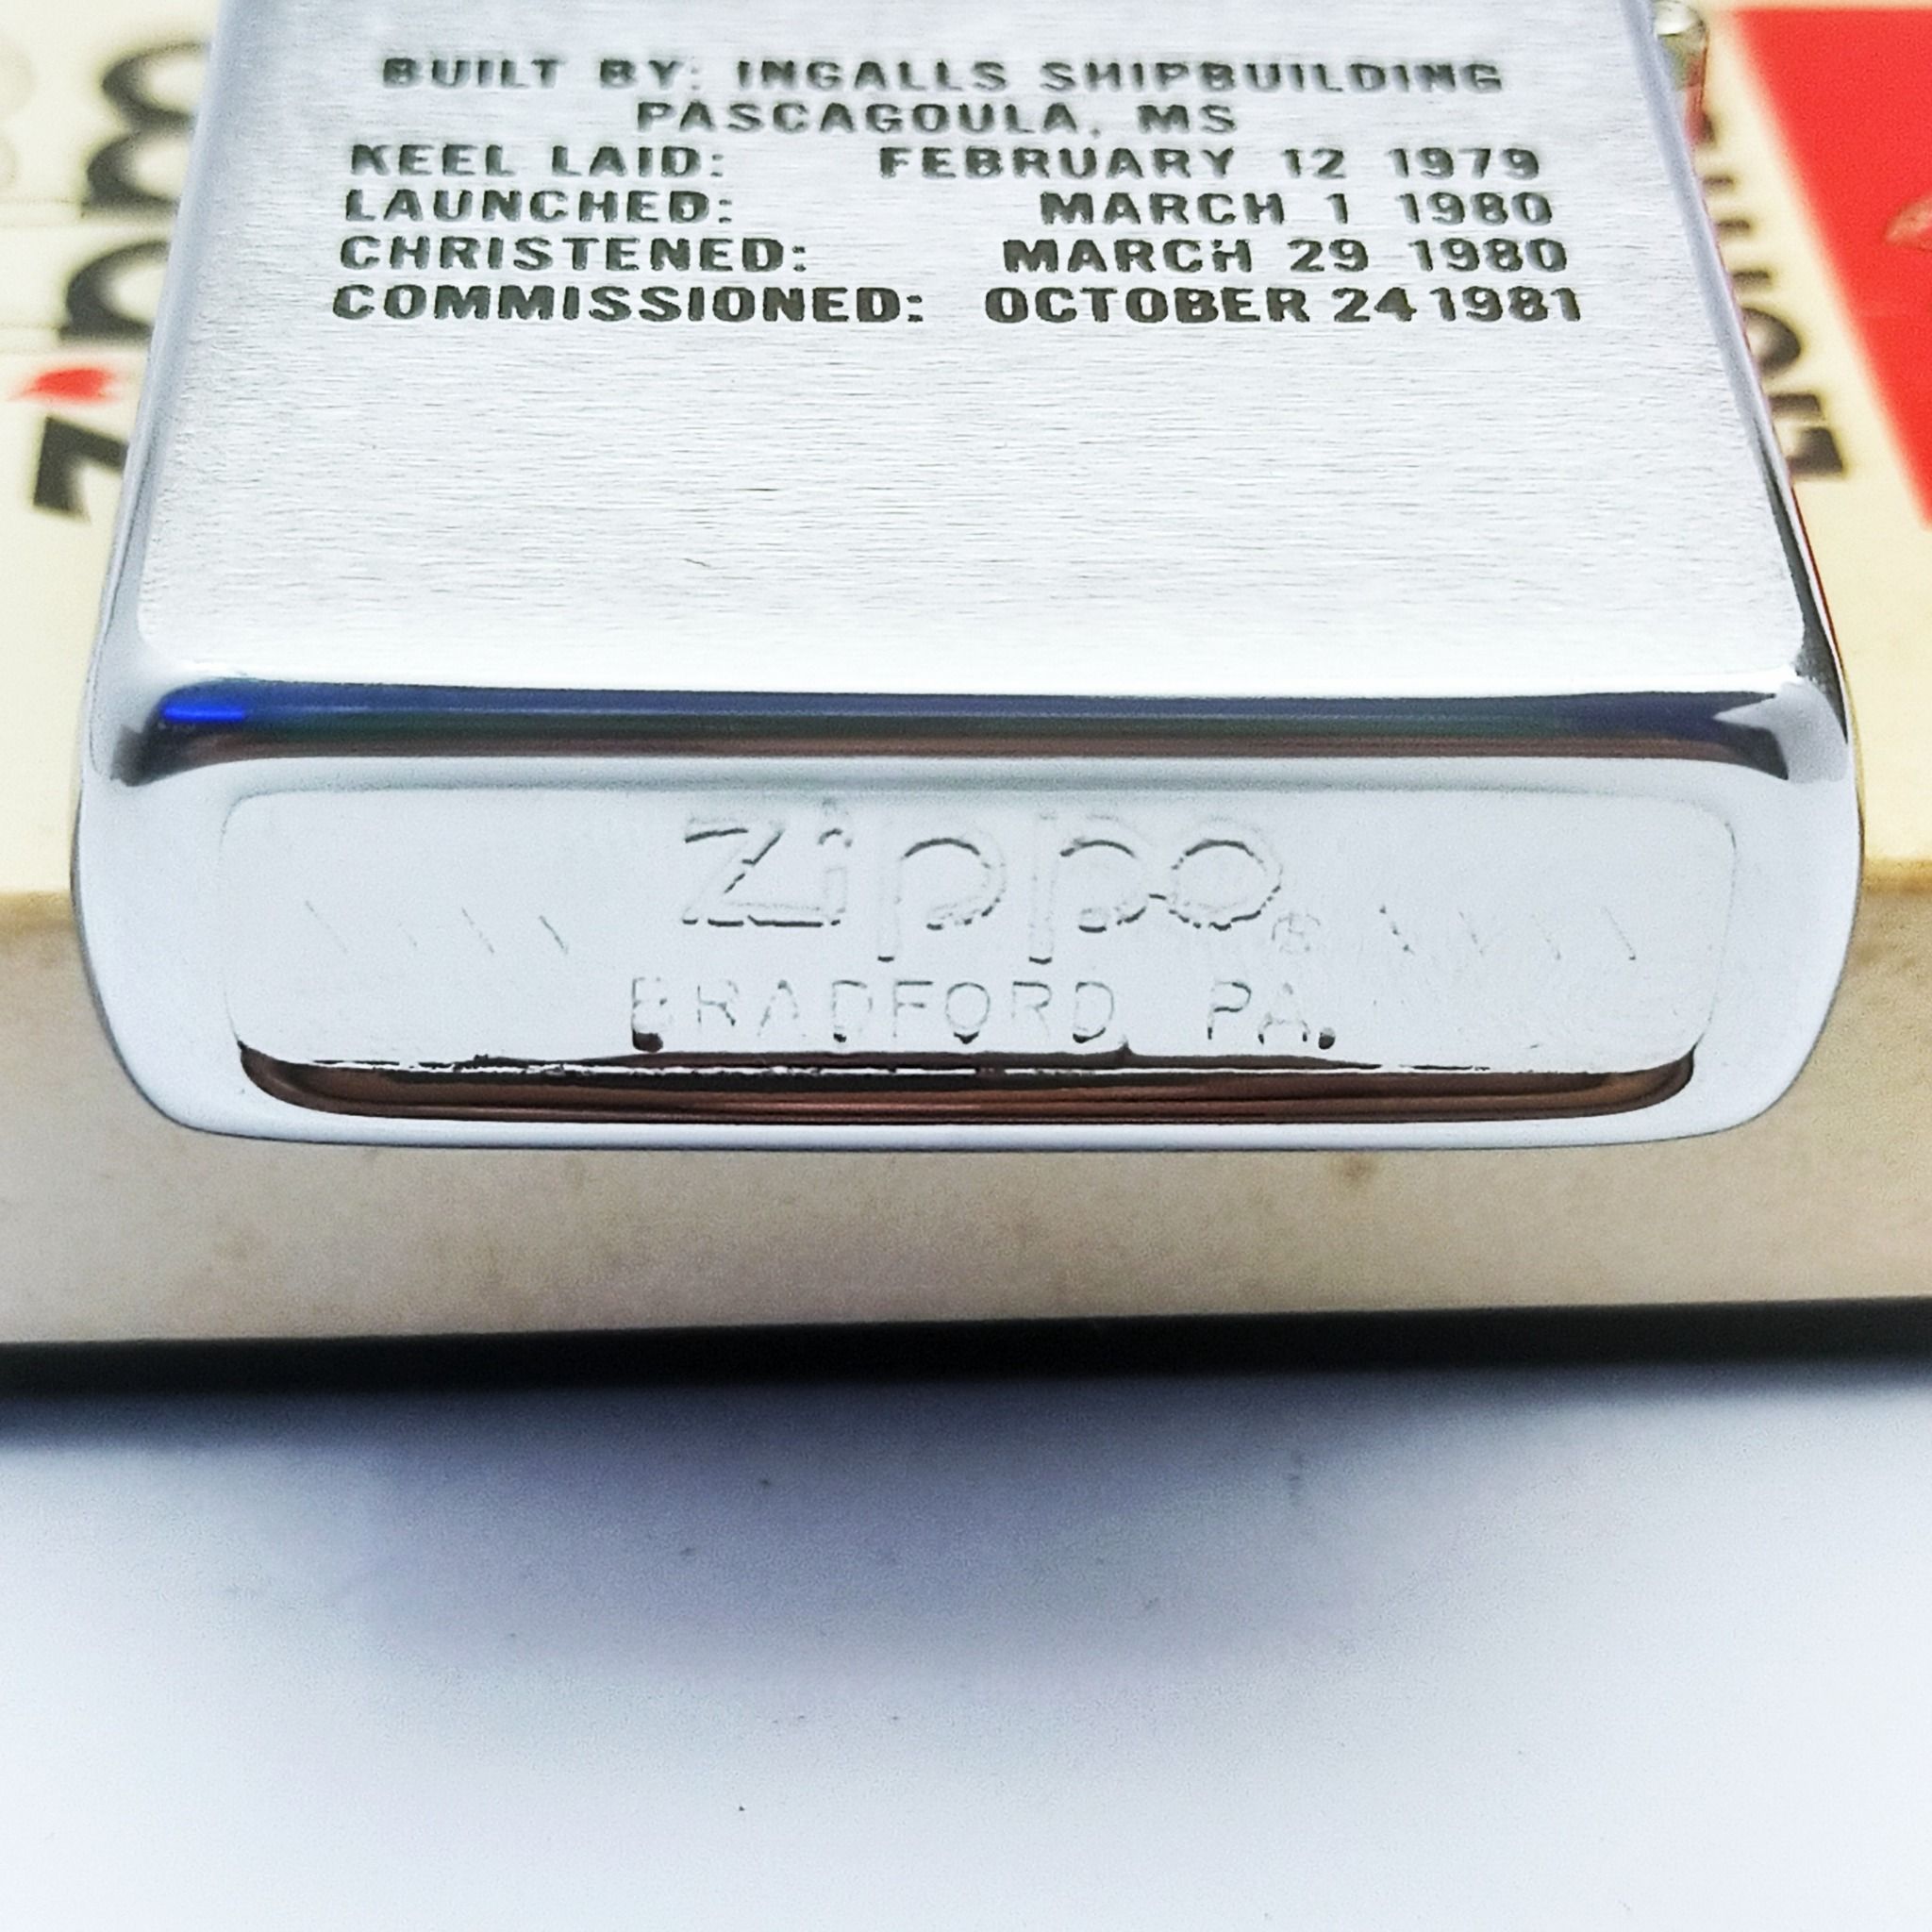 BUILT BY: INGALLS SHIPBUILDING
PASCAGOULA, MS
KEEL LAID: FEBRUARY 12 1979
LAUNCHED: MARCH 1 1980
CHRISTENED: MARCH 29 1980
COMMISSIONED: OCTOBER 24 1981
\ \ \ \ Zippo® \ \ \ \
BRADFORD PA.